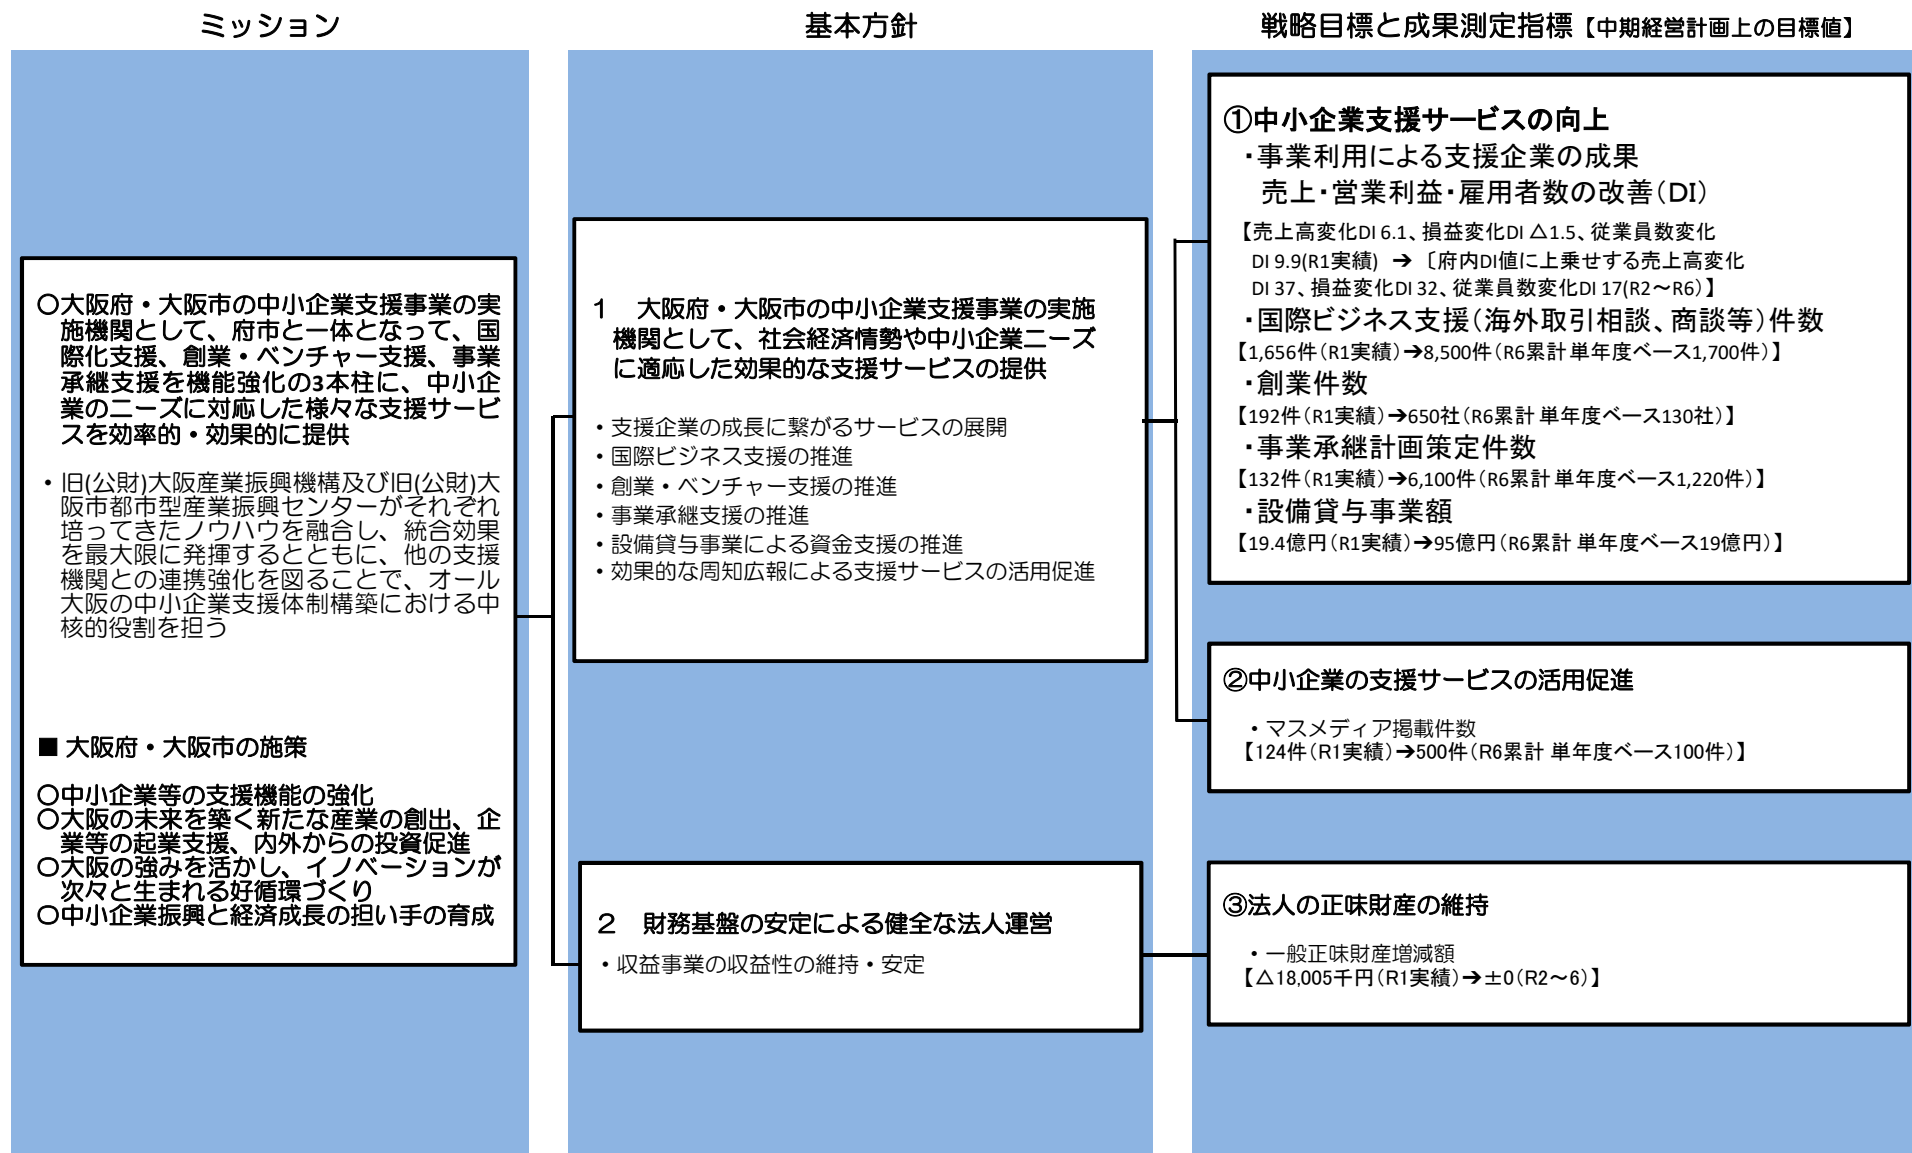 ミッション
基本方針
戦略目標と成果測定指標【中期経営計画上の目標値】
〇大阪府・大阪市の中小企業支援事業の実
施機関として、府市と一体となって、国
際化支援、創業・ベンチャー支援、事業
承継支援を機能強化の3本柱に、中小企
業のニーズに対応した様々な支援サービ
スを効率的・効果的に提供
・旧(公財)大阪産業振興機構及び旧(公財)大
阪市都市型産業振興センターがそれぞれ
培ってきたノウハウを融合し、統合効果
を最大限に発揮するとともに、他の支援
機関との連携強化を図ることで、オール
大阪の中小企業支援体制構築における中
核的役割を担う
■ 大阪府・大阪市の施策
〇中小企業等の支援機能の強化
〇大阪の未来を築く新たな産業の創出、企
業等の起業支援、内外からの投資促進
〇大阪の強みを活かし、イノベーションが
次々と生まれる好循環づくり
〇中小企業振興と経済成長の担い手の育成
１　大阪府・大阪市の中小企業支援事業の実施
機関として、社会経済情勢や中小企業ニーズ
に適応した効果的な支援サービスの提供
・支援企業の成長に繋がるサービスの展開
・国際ビジネス支援の推進
・創業・ベンチャー支援の推進
・事業承継支援の推進
・設備貸与事業による資金支援の推進
・効果的な周知広報による支援サービスの活用促進
２　財務基盤の安定による健全な法人運営
・収益事業の収益性の維持・安定
①中小企業支援サービスの向上
・事業利用による支援企業の成果
売上・営業利益・雇用者数の改善（DI）
【売上高変化DI 6.1、損益変化DI △1.5、従業員数変化
DI 9.9(R1実績) ➔ 〔府内DI値に上乗せする売上高変化
DI 37、損益変化DI 32、従業員数変化DI 17(R2～R6)】
・国際ビジネス支援（海外取引相談、商談等）件数
【1,656件（R1実績）➔8,500件（R6累計 単年度ベース1,700件）】
・創業件数
【192件（R1実績）➔650社（R6累計 単年度ベース130社）】
・事業承継計画策定件数
【132件（R1実績）➔6,100件（R6累計 単年度ベース1,220件）】
・設備貸与事業額
【19.4億円（R1実績）➔95億円（R6累計 単年度ベース19億円）】
②中小企業の支援サービスの活用促進
・マスメディア掲載件数
【124件（R1実績）➔500件（R6累計 単年度ベース100件）】
③法人の正味財産の維持
・一般正味財産増減額
【△18,005千円（R1実績）➔±0（R2～6）】